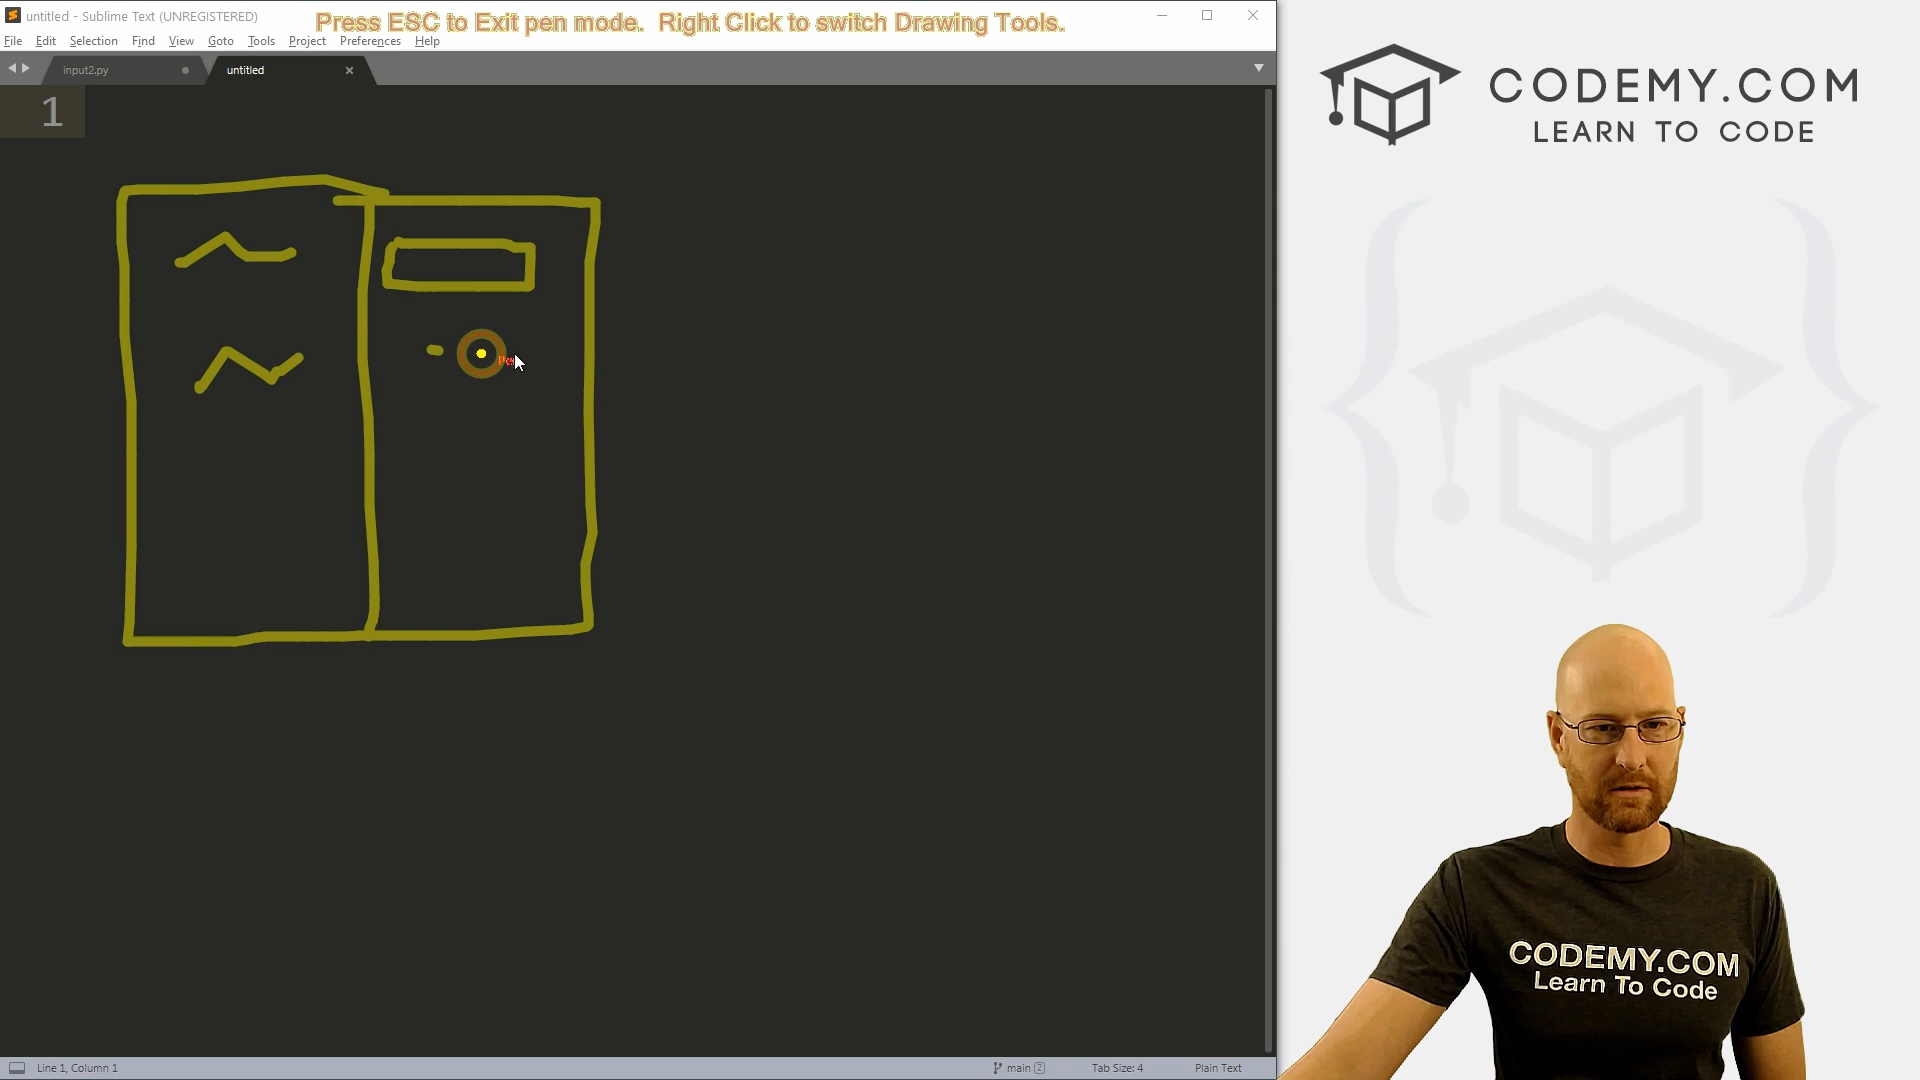 untitled - Sublime Text (UNREGISTERED)
Press ESC to Exit pen mode. Right Click to switch Drawing Tools.
File Edit Selection Find View Goto Tools Project Preferences Help
input2.py untitled
1
CODEMY.COM
LEARN TO CODE
CODEMY.COM
Learn To Code
Line 1, Column 1 main 2 Tab Size: 4 Plain Text